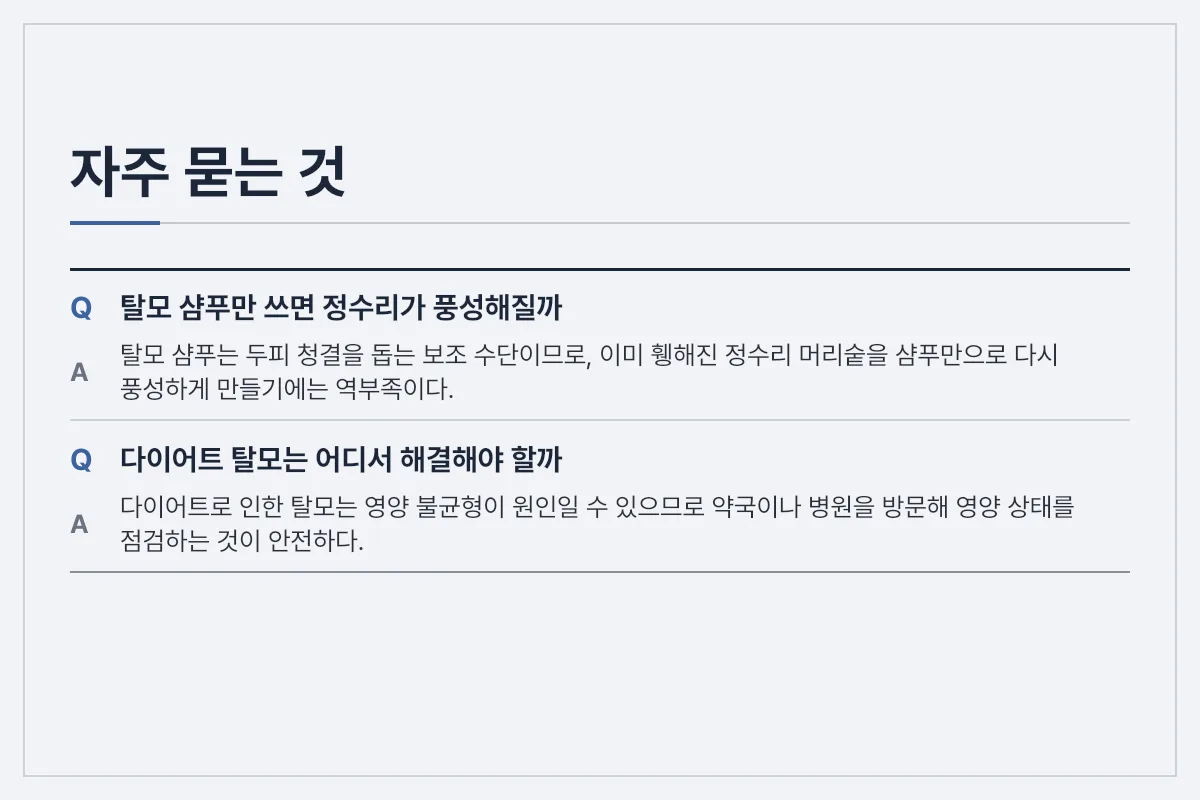 자주 묻는 것
Q 탈모 샴푸만 쓰면 정수리가 풍성해질까
A 탈모 샴푸는 두피 청결을 돕는 보조 수단이므로, 이미 휑해진 정수리 머리숱을 샴푸만으로 다시
풍성하게 만들기에는 역부족이다.
Q 다이어트 탈모는 어디서 해결해야 할까
A 다이어트로 인한 탈모는 영양 불균형이 원인일 수 있으므로 약국이나 병원을 방문해 영양 상태를
점검하는 것이 안전하다.